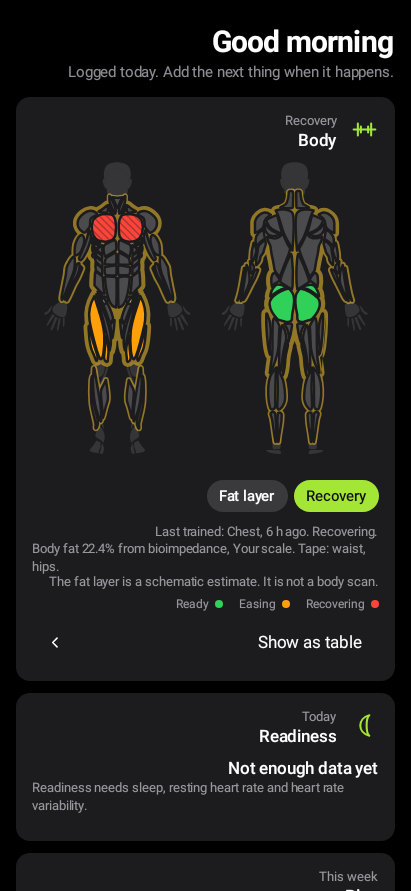 Good morning
Logged today. Add the next thing when it happens.
Recovery
Body
Fat layer
Recovery
Last trained: Chest, 6 h ago. Recovering.
Body fat 22.4% from bioimpedance, Your scale. Tape: waist,
hips.
The fat layer is a schematic estimate. It is not a body scan.
Ready
Easing
Recovering
Show as table
Today
Readiness
Not enough data yet
Readiness needs sleep, resting heart rate and heart rate
variability.
This week